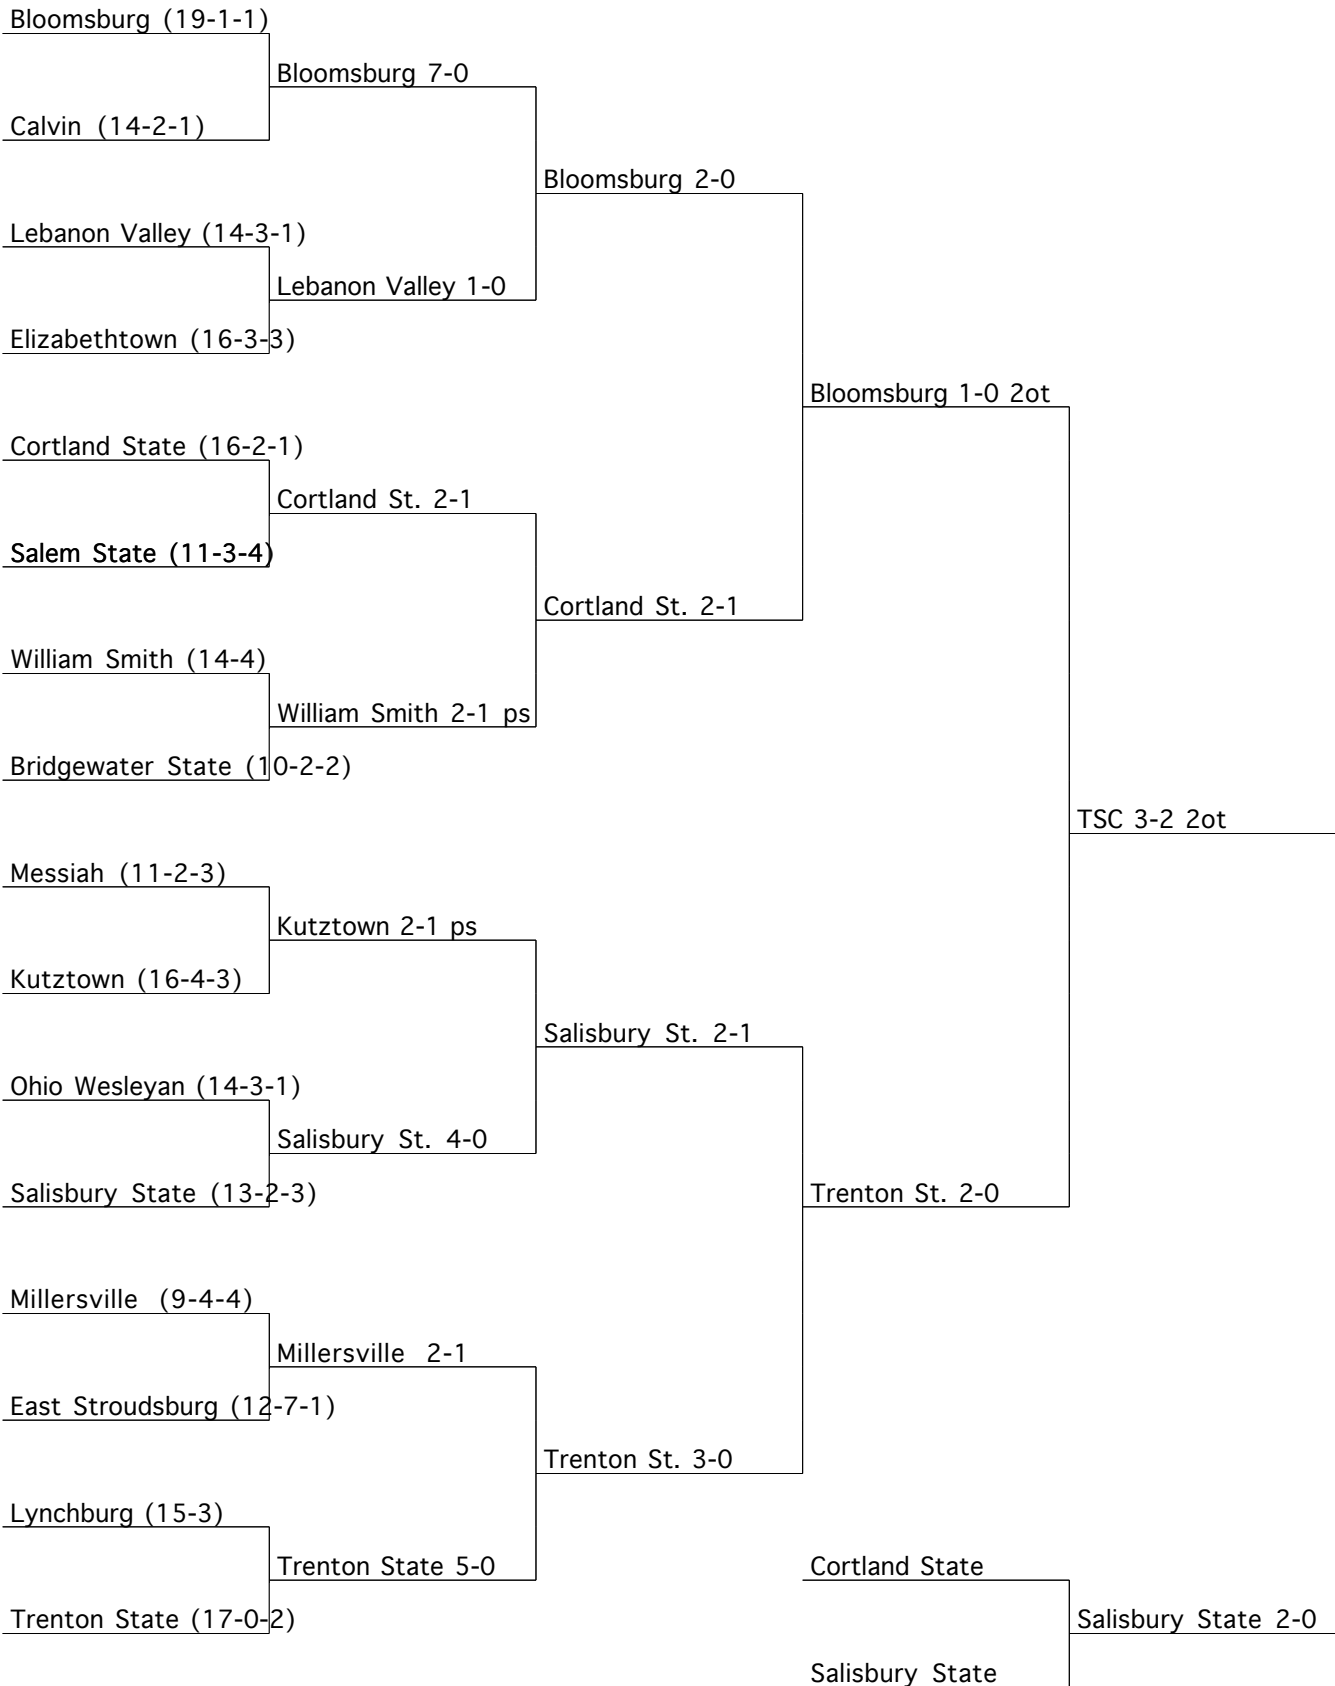 Bloomsburg (19-1-1)
Bloomsburg 7-0
Calvin (14-2-1)
Bloomsburg 2-0
Lebanon Valley (14-3-1)
Lebanon Valley 1-0
Elizabethtown (16-3-3)
Bloomsburg 1-0 2ot
Cortland State (16-2-1)
Cortland St. 2-1
Salem State (11-3-4)
Cortland St. 2-1
William Smith (14-4)
William Smith 2-1 ps
Bridgewater State (10-2-2)
TSC 3-2 2ot
Messiah (11-2-3)
Kutztown 2-1 ps
Kutztown (16-4-3)
Salisbury St. 2-1
Ohio Wesleyan (14-3-1)
Salisbury St. 4-0
Salisbury State (13-2-3)
Trenton St. 2-0
Millersville (9-4-4)
Millersville 2-1
East Stroudsburg (12-7-1)
Trenton St. 3-0
Lynchburg (15-3)
Trenton State 5-0
Cortland State
Trenton State (17-0-2)
Salisbury State 2-0
Salisbury State